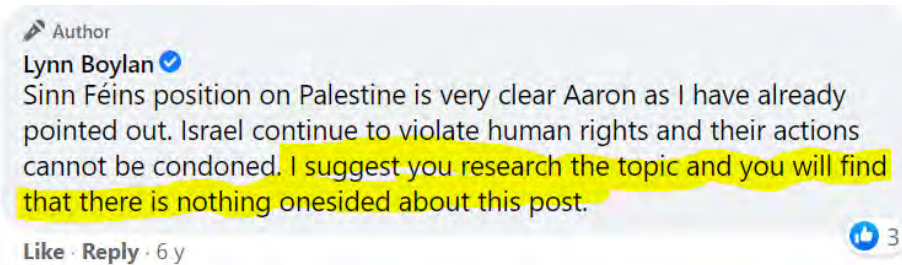 Author
Lynn Boylan
Sinn Féins position on Palestine is very clear Aaron as I have already
pointed out. Israel continue to violate human rights and their actions
cannot be condoned. I suggest you research the topic and you will find
that there is nothing onesided about this post.
Like · Reply · 6 y
3